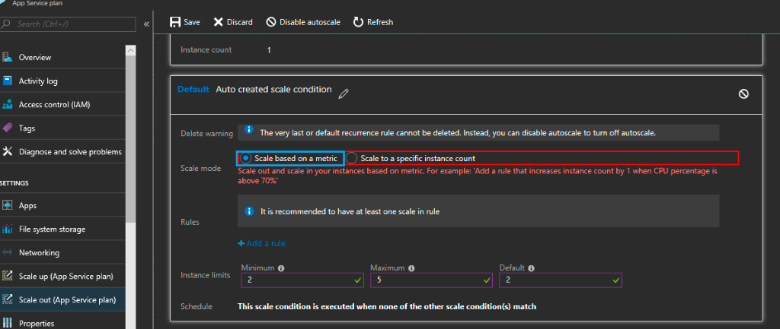 App Service plan
Search (Ctrl+/)
«
Save
Discard
Disable autoscale
Refresh
Overview
Activity log
Access control (IAM)
Tags
Diagnose and solve problems
SETTINGS
Apps
File system storage
Networking
Scale up (App Service plan)
Scale out (App Service plan)
Properties
Instance count 1
Default Auto created scale condition
Delete warning The very last or default recurrence rule cannot be deleted. Instead, you can disable autoscale to turn off autoscale.
Scale mode Scale based on a metric Scale to a specific instance count
Scale out and scale in your instances based on metric. For example: 'Add a rule that increases instance count by 1 when CPU percentage is
above 70%'
Rules It is recommended to have at least one scale in rule
+ Add a rule
Instance limits Minimum Maximum Default
2 5 2
Schedule This scale condition is executed when none of the other scale condition(s) match